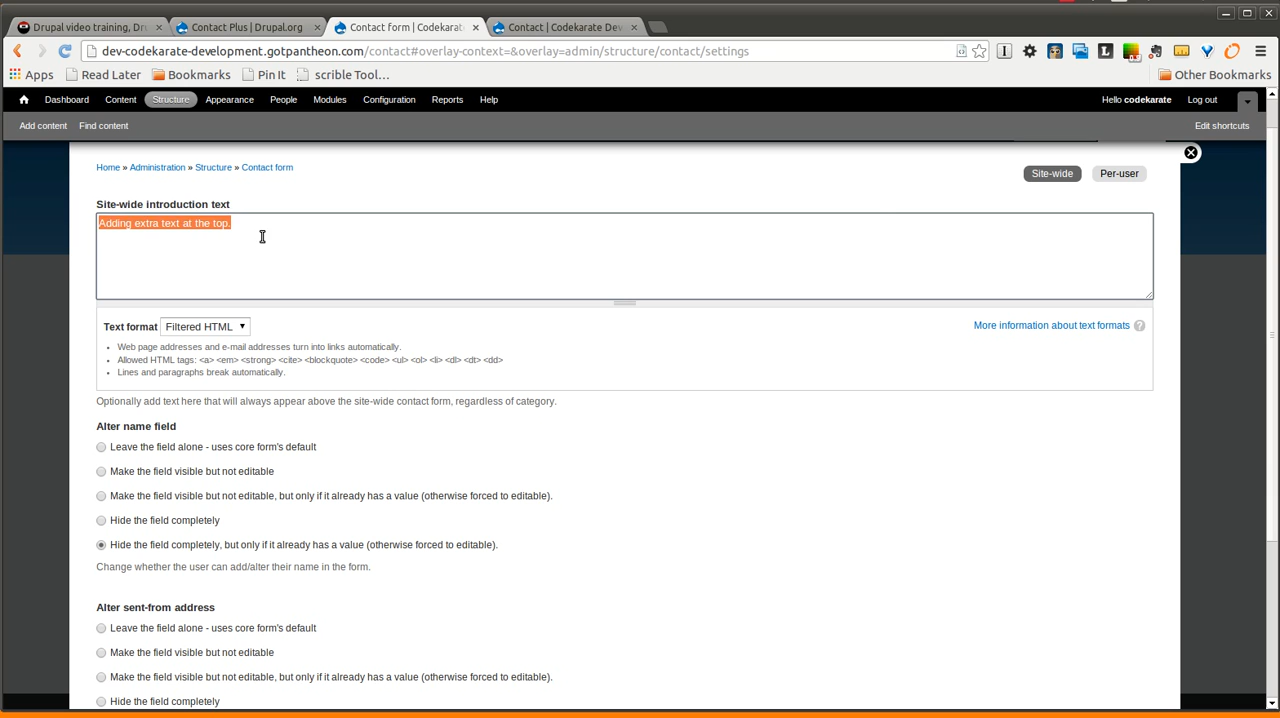 Drupal video training, Dr
Contact Plus | Drupal.org
Contact form | Codekarate
Contact | Codekarate Dev
dev-codekarate-development.gotpantheon.com/contact#overlay-context=&overlay=admin/structure/contact/settings
Apps Read Later Bookmarks Pin It scrible Tool... Other Bookmarks
Dashboard Content Structure Appearance People Modules Configuration Reports Help Hello codekarate Log out
Add content Find content Edit shortcuts
Home » Administration » Structure » Contact form
Site-wide Per-user
Site-wide introduction text
Adding extra text at the top.
Text format Filtered HTML More information about text formats ?
• Web page addresses and e-mail addresses turn into links automatically.
• Allowed HTML tags: <a> <em> <strong> <cite> <blockquote> <code> <ul> <ol> <li> <dl> <dt> <dd>
• Lines and paragraphs break automatically.
Optionally add text here that will always appear above the site-wide contact form, regardless of category.
Alter name field
Leave the field alone - uses core form's default
Make the field visible but not editable
Make the field visible but not editable, but only if it already has a value (otherwise forced to editable).
Hide the field completely
Hide the field completely, but only if it already has a value (otherwise forced to editable).
Change whether the user can add/alter their name in the form.
Alter sent-from address
Leave the field alone - uses core form's default
Make the field visible but not editable
Make the field visible but not editable, but only if it already has a value (otherwise forced to editable).
Hide the field completely